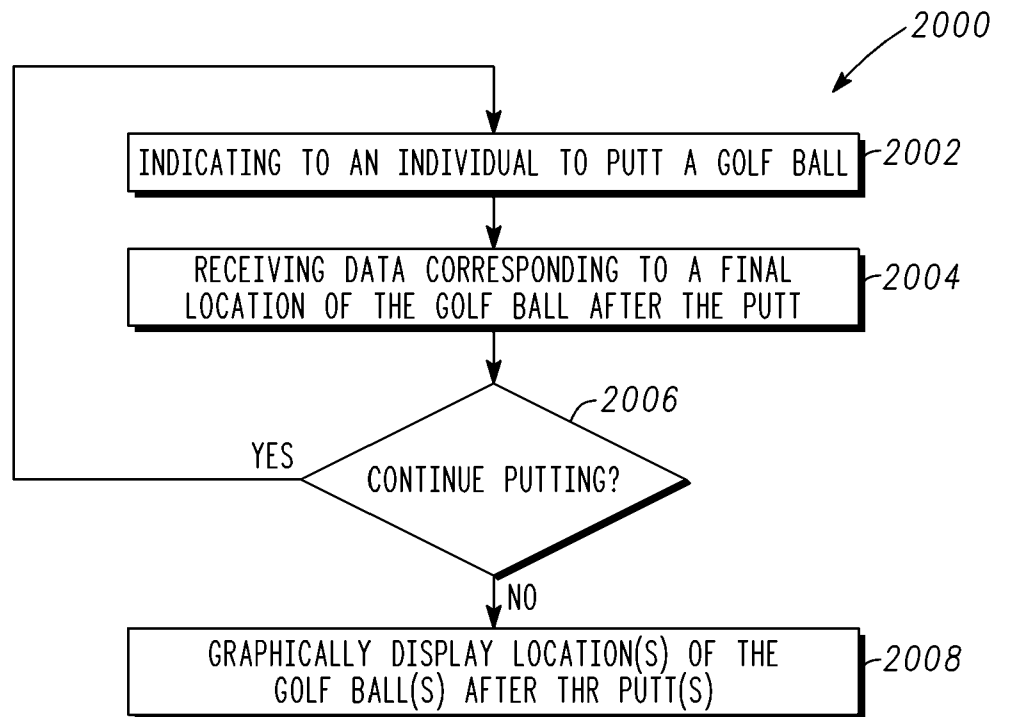 2000
INDICATING TO AN INDIVIDUAL TO PUTT A GOLF BALL
2002
RECEIVING DATA CORRESPONDING TO A FINAL
LOCATION OF THE GOLF BALL AFTER THE PUTT
2004
2006
YES
CONTINUE PUTTING?
NO
GRAPHICALLY DISPLAY LOCATION(S) OF THE
GOLF BALL(S) AFTER THR PUTT(S)
2008